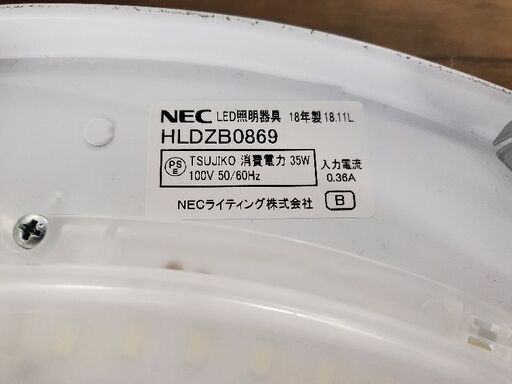 NEC LED照明器具 18年製 18.11L
HLDZB0869
PS E TSUJIKO 消費電力 35W 入力電流
100V 50/60Hz 0.36A
NECライティング株式会社 B